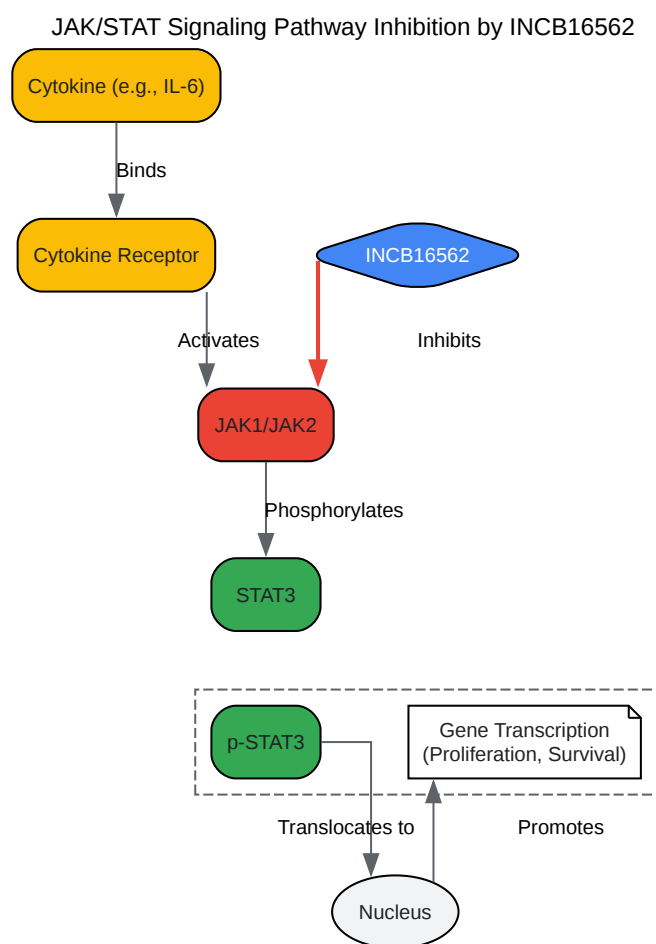 JAK/STAT Signaling Pathway Inhibition by INCB16562
Cytokine (e.g., IL-6)
Binds
Cytokine Receptor
INCB16562
Activates
Inhibits
JAK1/JAK2
Phosphorylates
STAT3
p-STAT3
Gene Transcription
(Proliferation, Survival)
Translocates to
Promotes
Nucleus